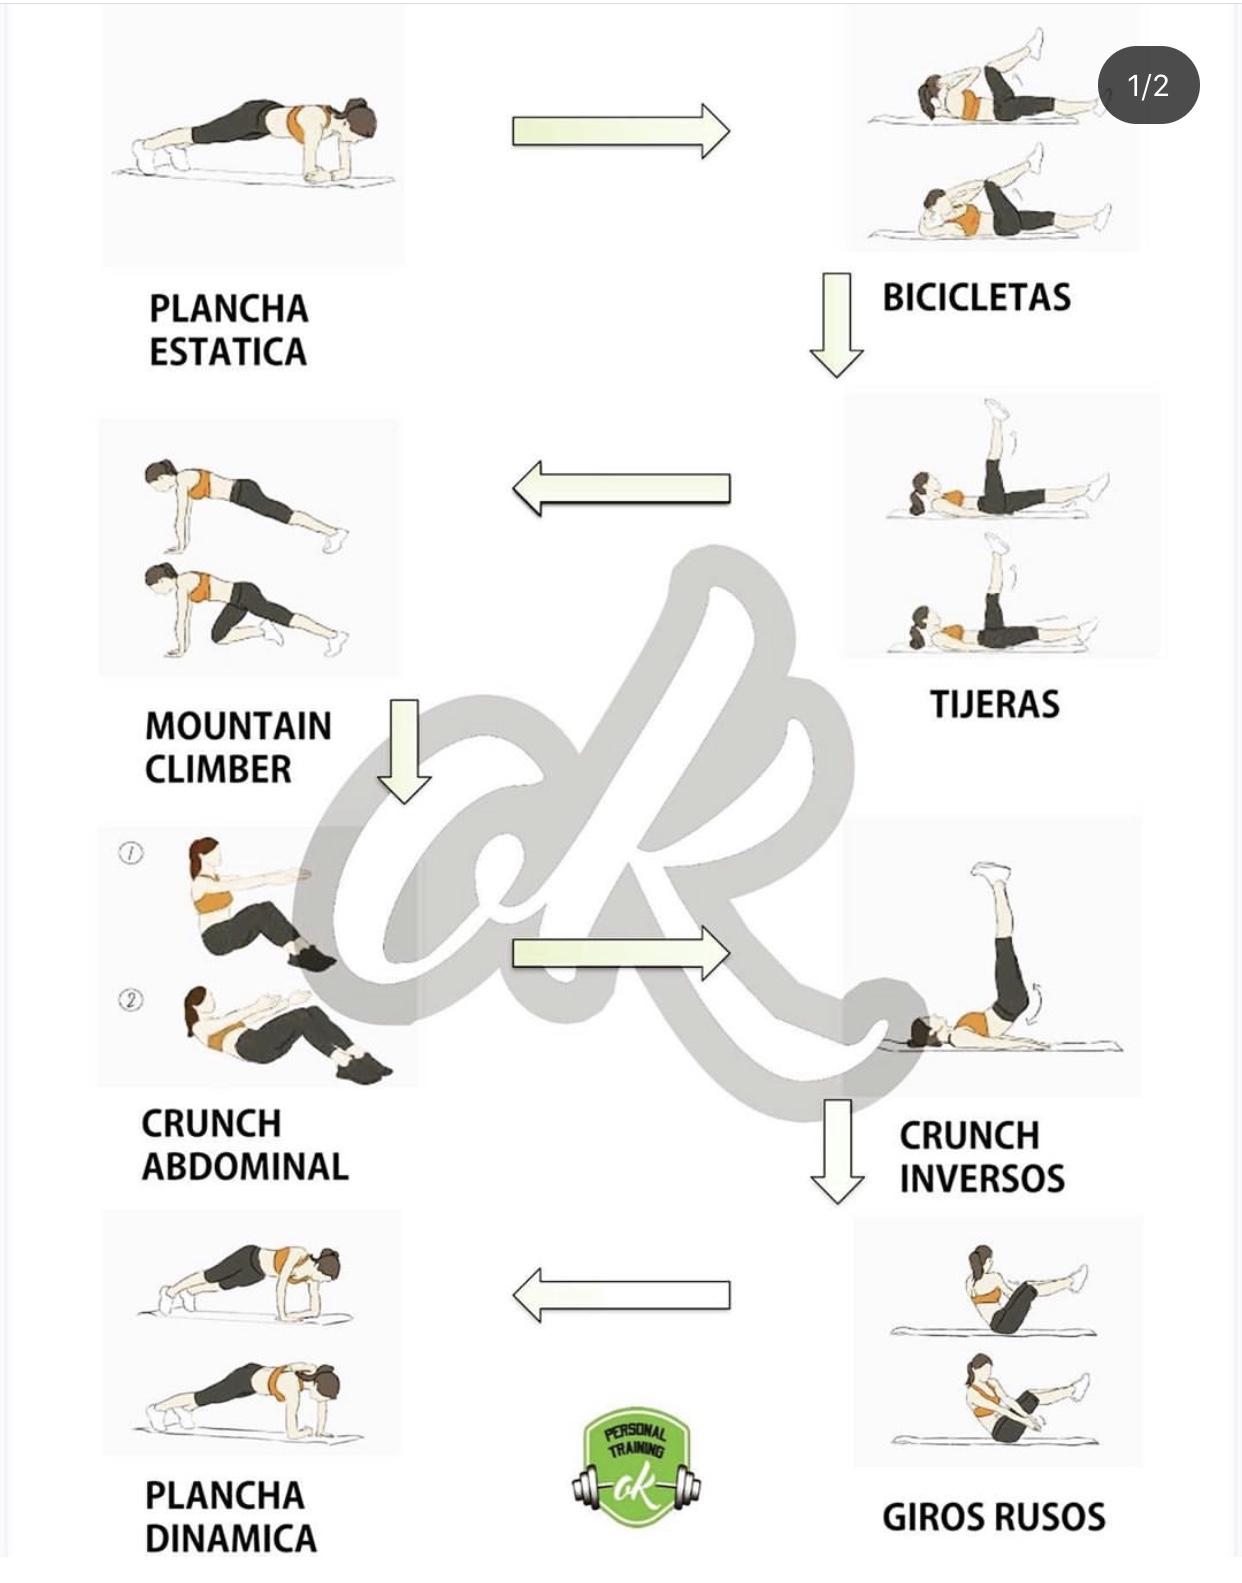 1/2
PLANCHA
ESTATICA
BICICLETAS
TIJERAS
MOUNTAIN
CLIMBER
1
2
CRUNCH
ABDOMINAL
CRUNCH
INVERSOS
GIROS RUSOS
PLANCHA
DINAMICA
ok
PERSONAL
TRAINING
ok